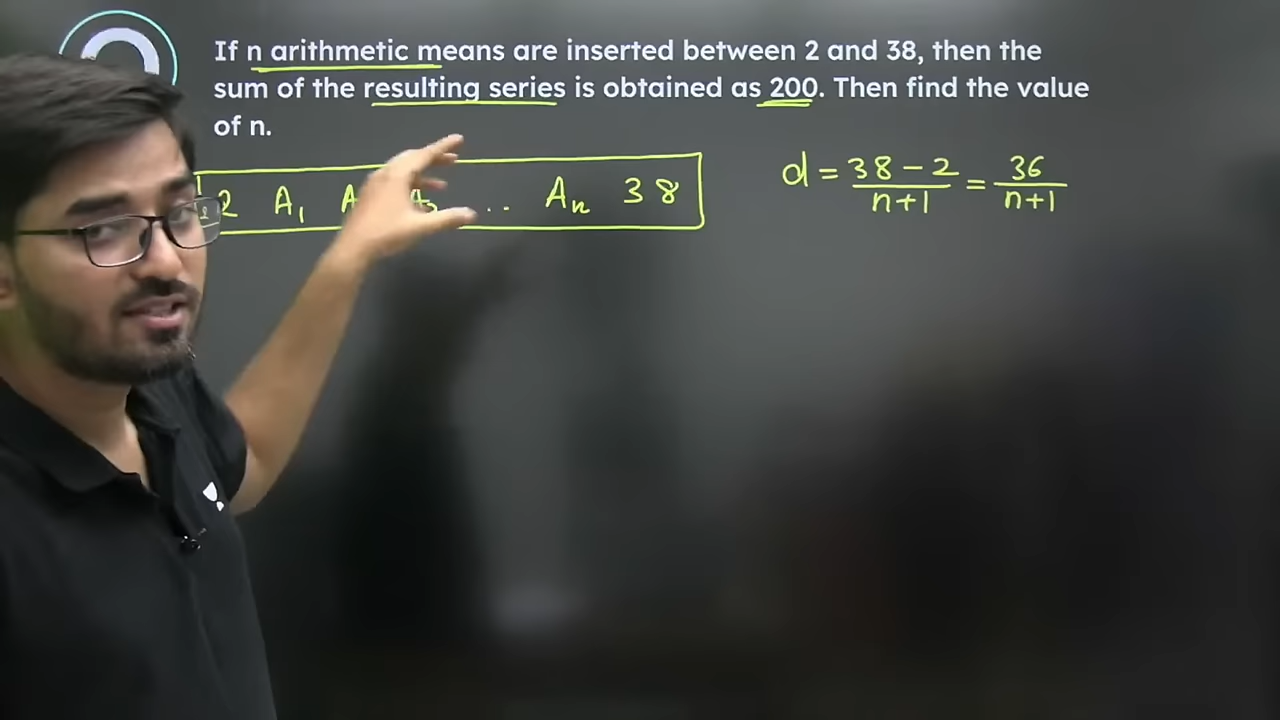 If n arithmetic means are inserted between 2 and 38, then the
sum of the resulting series is obtained as 200. Then find the value
of n.
2 A₁ A A₃ .. Aₙ 38
d = 38 - 2 / n+1 = 36 / n+1